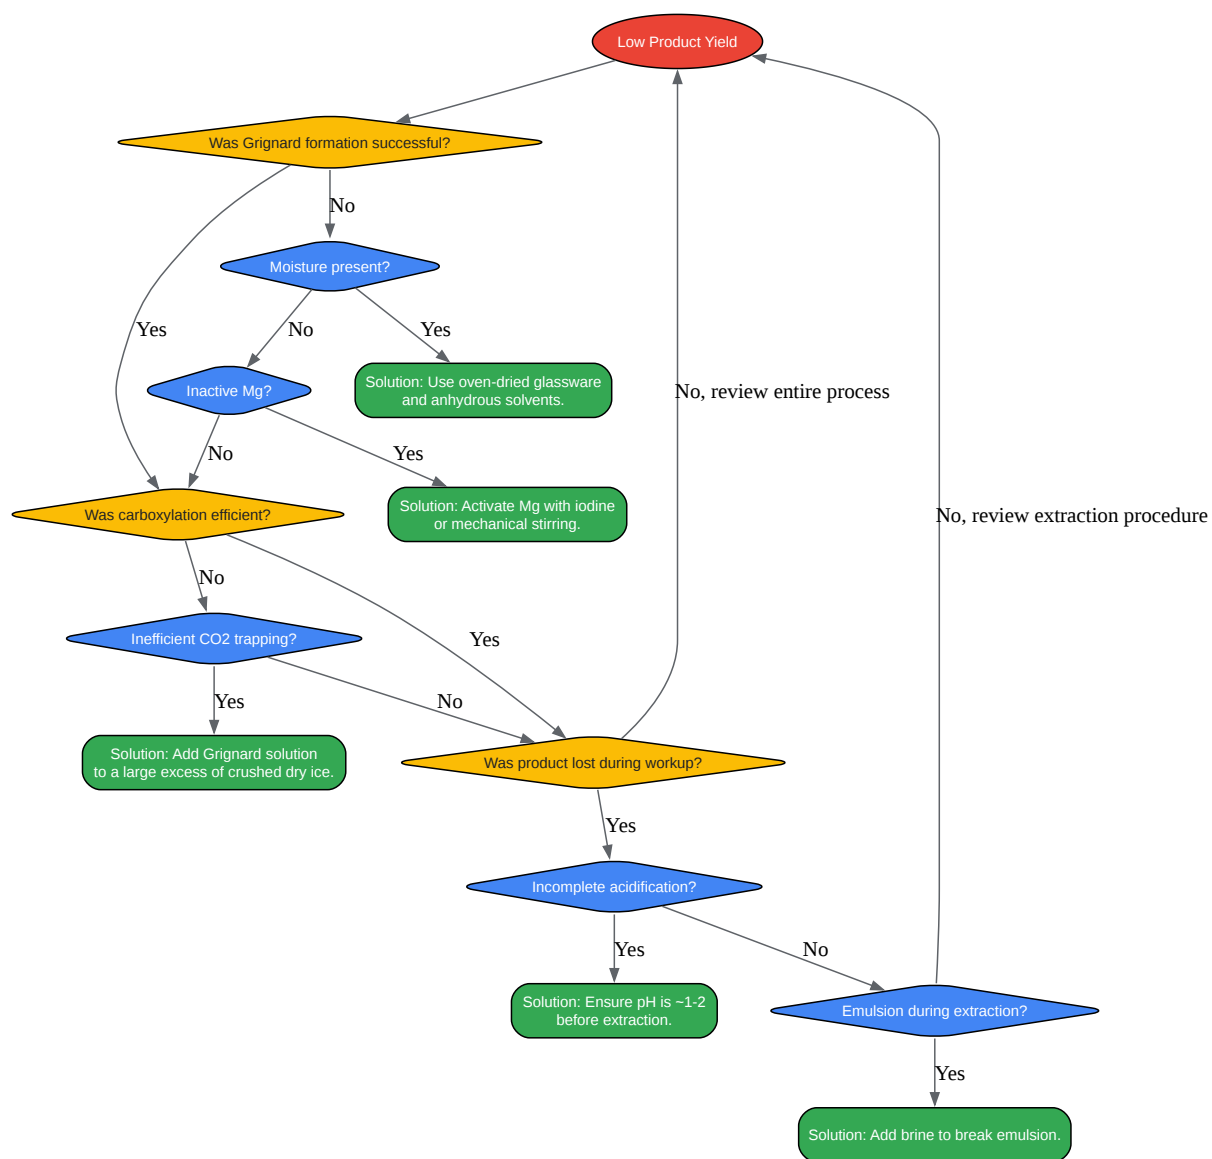 Low Product Yield
Was Grignard formation successful?
No
Moisture present?
Yes
No
Yes
Solution: Use oven-dried glassware
and anhydrous solvents.
Inactive Mg?
No, review entire process
No
Yes
Solution: Activate Mg with iodine
or mechanical stirring.
Was carboxylation efficient?
No, review extraction procedure
No
Inefficient CO2 trapping?
Yes
Yes
No
Solution: Add Grignard solution
to a large excess of crushed dry ice.
Was product lost during workup?
Yes
Incomplete acidification?
Yes
No
Solution: Ensure pH is ~1-2
before extraction.
Emulsion during extraction?
Yes
Solution: Add brine to break emulsion.